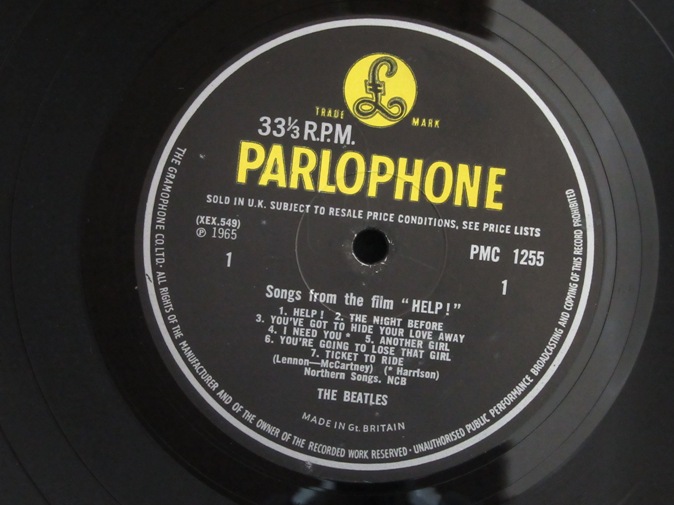 TRADE MARK
33⅓ R.P.M.
PARLOPHONE
SOLD IN U.K. SUBJECT TO RESALE PRICE CONDITIONS, SEE PRICE LISTS
(XEX.549)
℗ 1965
PMC 1255
1
1
Songs from the film "HELP!"
1. HELP! 2. THE NIGHT BEFORE
3. YOU'VE GOT TO HIDE YOUR LOVE AWAY
4. I NEED YOU * 5. ANOTHER GIRL
6. YOU'RE GOING TO LOSE THAT GIRL
7. TICKET TO RIDE
(Lennon—McCartney) (* Harrison)
Northern Songs, NCB
THE BEATLES
MADE IN Gt. BRITAIN
THE GRAMOPHONE CO. LTD. · ALL RIGHTS OF THE MANUFACTURER AND OF THE OWNER OF THE RECORDED WORK RESERVED · UNAUTHORISED PUBLIC PERFORMANCE BROADCASTING AND COPYING OF THIS RECORD PROHIBITED